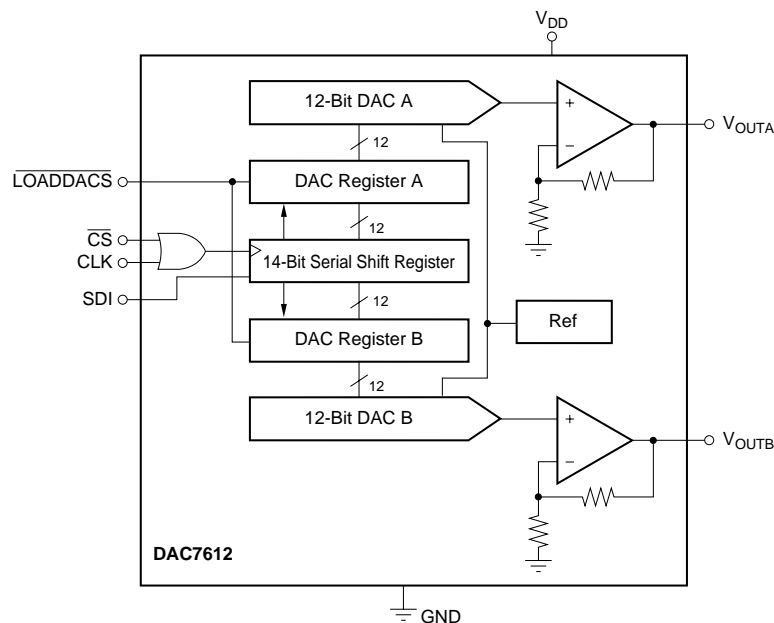 VDD
12-Bit DAC A
+
VOUTA
12
−
LOADDACS
DAC Register A
12
CS
CLK
14-Bit Serial Shift Register
SDI
12
Ref
DAC Register B
12
12-Bit DAC B
+
VOUTB
−
DAC7612
GND